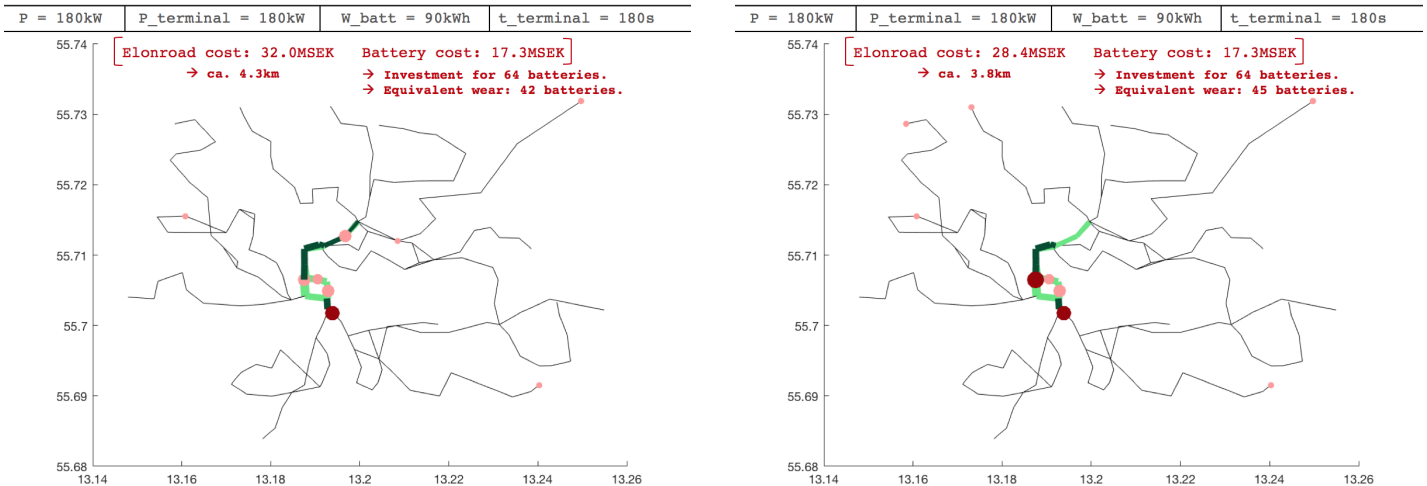 P = 180kW P_terminal = 180kW W_batt = 90kWh t_terminal = 180s
Elonroad cost: 32.0MSEK Battery cost: 17.3MSEK
→ ca. 4.3km → Investment for 64 batteries.
→ Equivalent wear: 42 batteries.
55.74
55.73
55.72
55.71
55.7
55.69
55.68
13.14 13.16 13.18 13.2 13.22 13.24 13.26
P = 180kW P_terminal = 180kW W_batt = 90kWh t_terminal = 180s
Elonroad cost: 28.4MSEK Battery cost: 17.3MSEK
→ ca. 3.8km → Investment for 64 batteries.
→ Equivalent wear: 45 batteries.
55.74
55.73
55.72
55.71
55.7
55.69
55.68
13.14 13.16 13.18 13.2 13.22 13.24 13.26